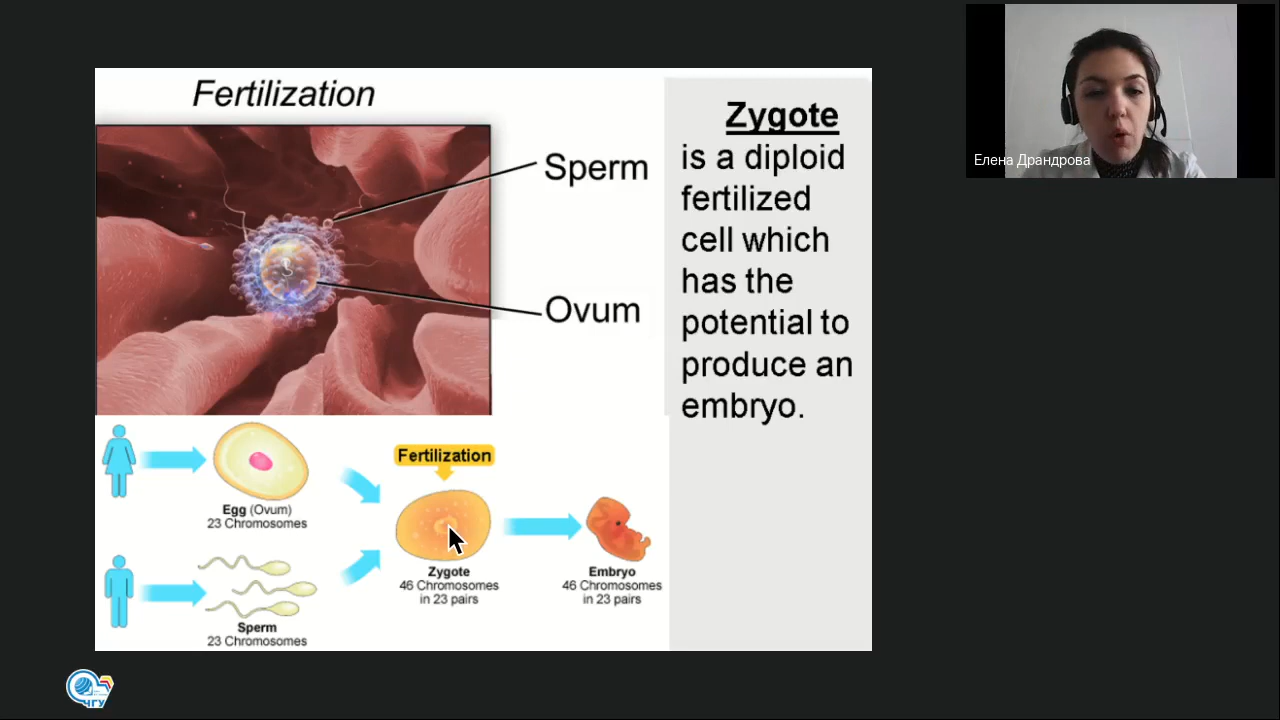 Fertilization
Sperm
Ovum
Zygote
is a diploid
fertilized
cell which
has the
potential to
produce an
embryo.
Egg (Ovum)
23 Chromosomes
Sperm
23 Chromosomes
Fertilization
Zygote
46 Chromosomes
in 23 pairs
Embryo
46 Chromosomes
in 23 pairs
Елена Драндрова
ЧГУ